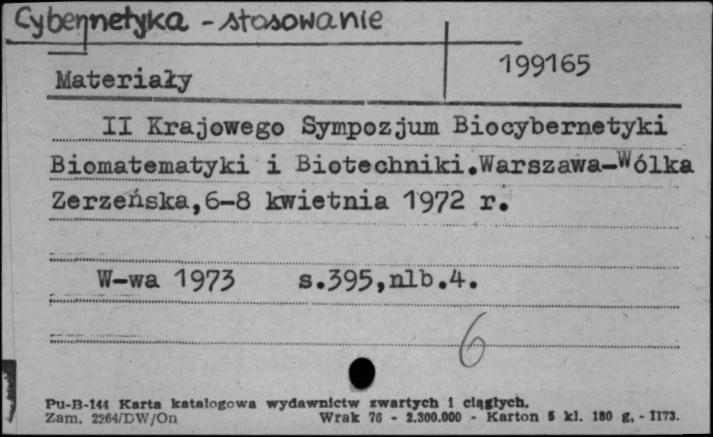 Cybernetyka - stosowanie
199165
Materiały
II Krajowego Sympozjum Biocybernetyki
Biomatematyki i Biotechniki.Warszawa-Wólka
Zerzeńska,6-8 kwietnia 1972 r.
W-wa 1973 s.395,nlb.4.
6
Pu-B-144 Karta katalogowa wydawnictw zwartych i ciągłych.
Zam. 2264/DW/On Wrak 76 - 2.300.000 - Karton 5 kl. 180 g. - II73.